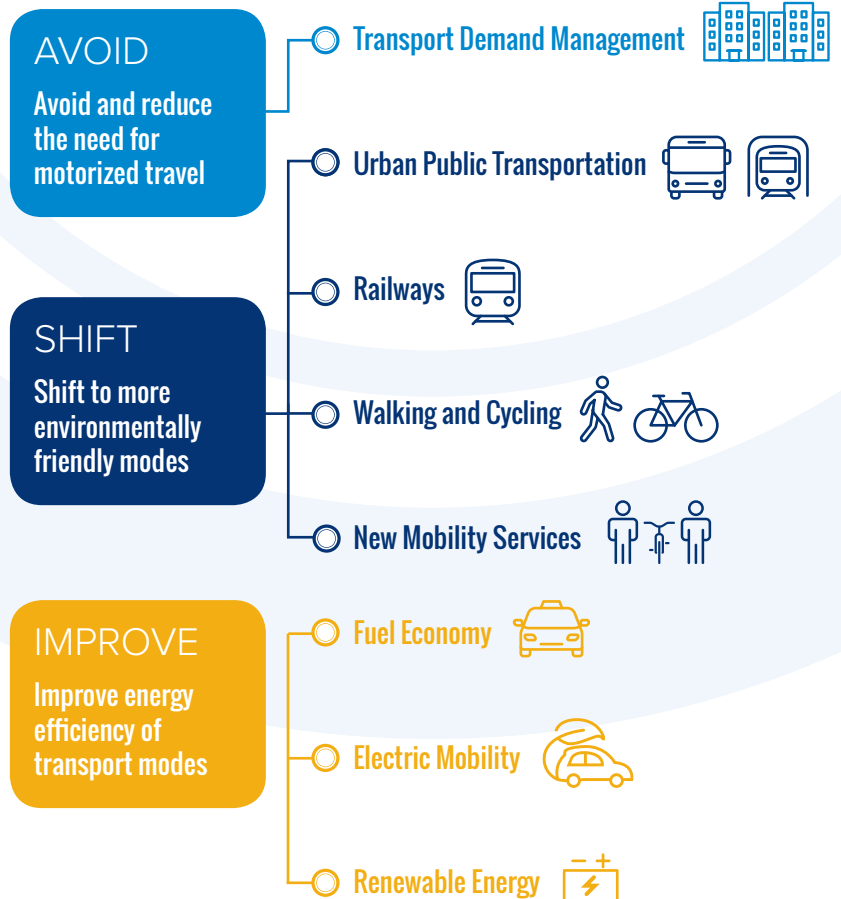 AVOID
Avoid and reduce
the need for
motorized travel
Transport Demand Management
SHIFT
Shift to more
environmentally
friendly modes
Urban Public Transportation
Railways
Walking and Cycling
New Mobility Services
IMPROVE
Improve energy
efficiency of
transport modes
Fuel Economy
Electric Mobility
Renewable Energy